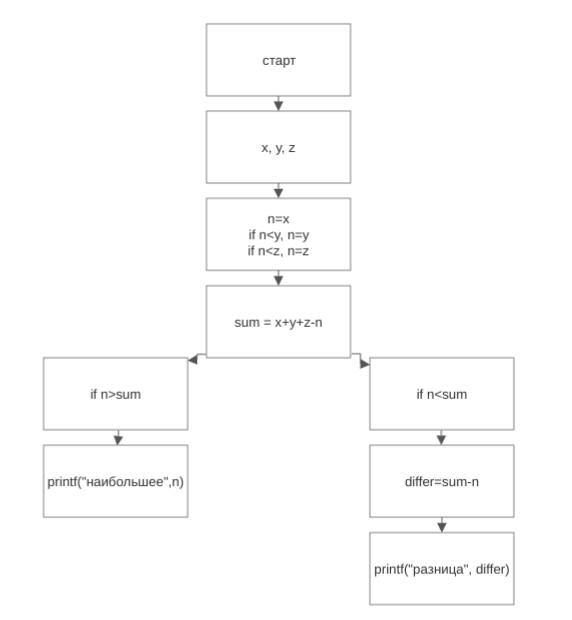 старт
x, y, z
n=x
if n<y, n=y
if n<z, n=z
sum = x+y+z-n
if n>sum
if n<sum
printf("наибольшее",n)
differ=sum-n
printf("разница", differ)